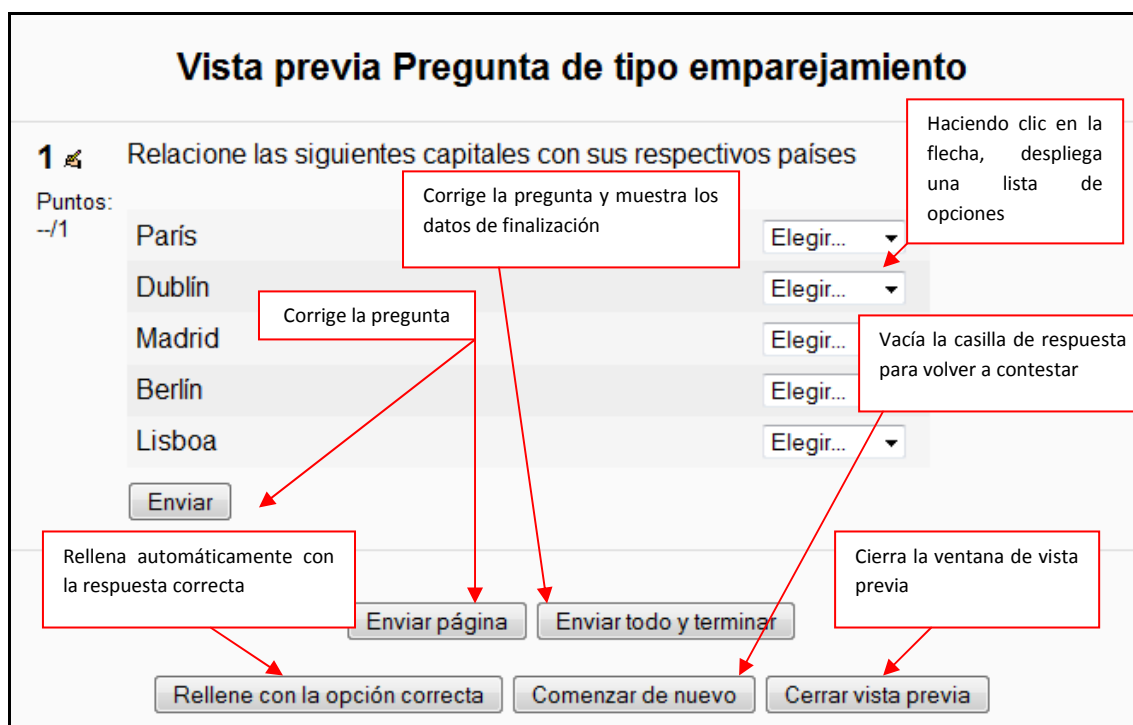 Vista previa Pregunta de tipo emparejamiento
Haciendo clic en la
flecha, despliega
una lista de
opciones
1 Relacione las siguientes capitales con sus respectivos países
Puntos:
--/1
Corrige la pregunta y muestra los
datos de finalización
París Elegir...
Dublín Elegir...
Corrige la pregunta
Madrid Elegir...
Vacía la casilla de respuesta
para volver a contestar
Berlín Elegir...
Lisboa Elegir...
Enviar
Rellena automáticamente con
la respuesta correcta
Cierra la ventana de vista
previa
Enviar página Enviar todo y terminar
Rellene con la opción correcta Comenzar de nuevo Cerrar vista previa